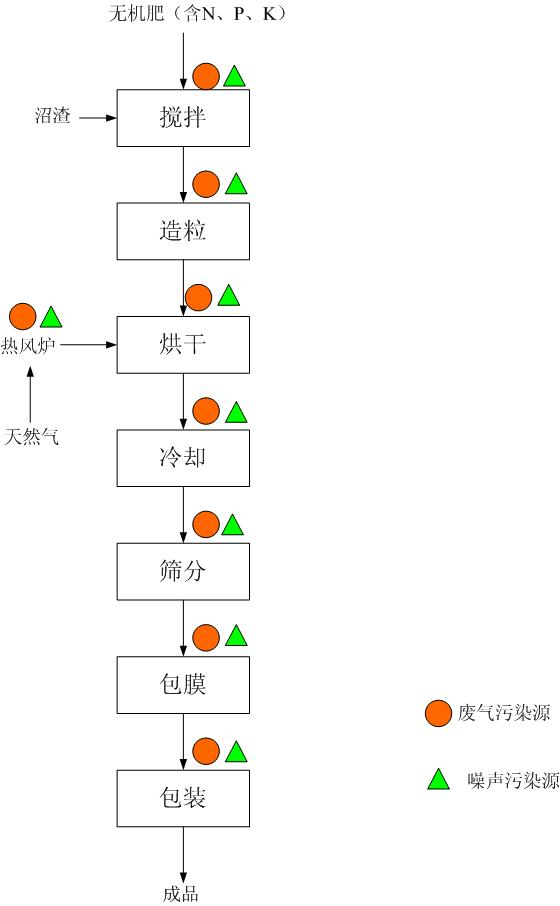 无机肥（含N、P、K）
沼渣
搅拌
造粒
热风炉
烘干
天然气
冷却
筛分
包膜
废气污染源
噪声污染源
包装
成品